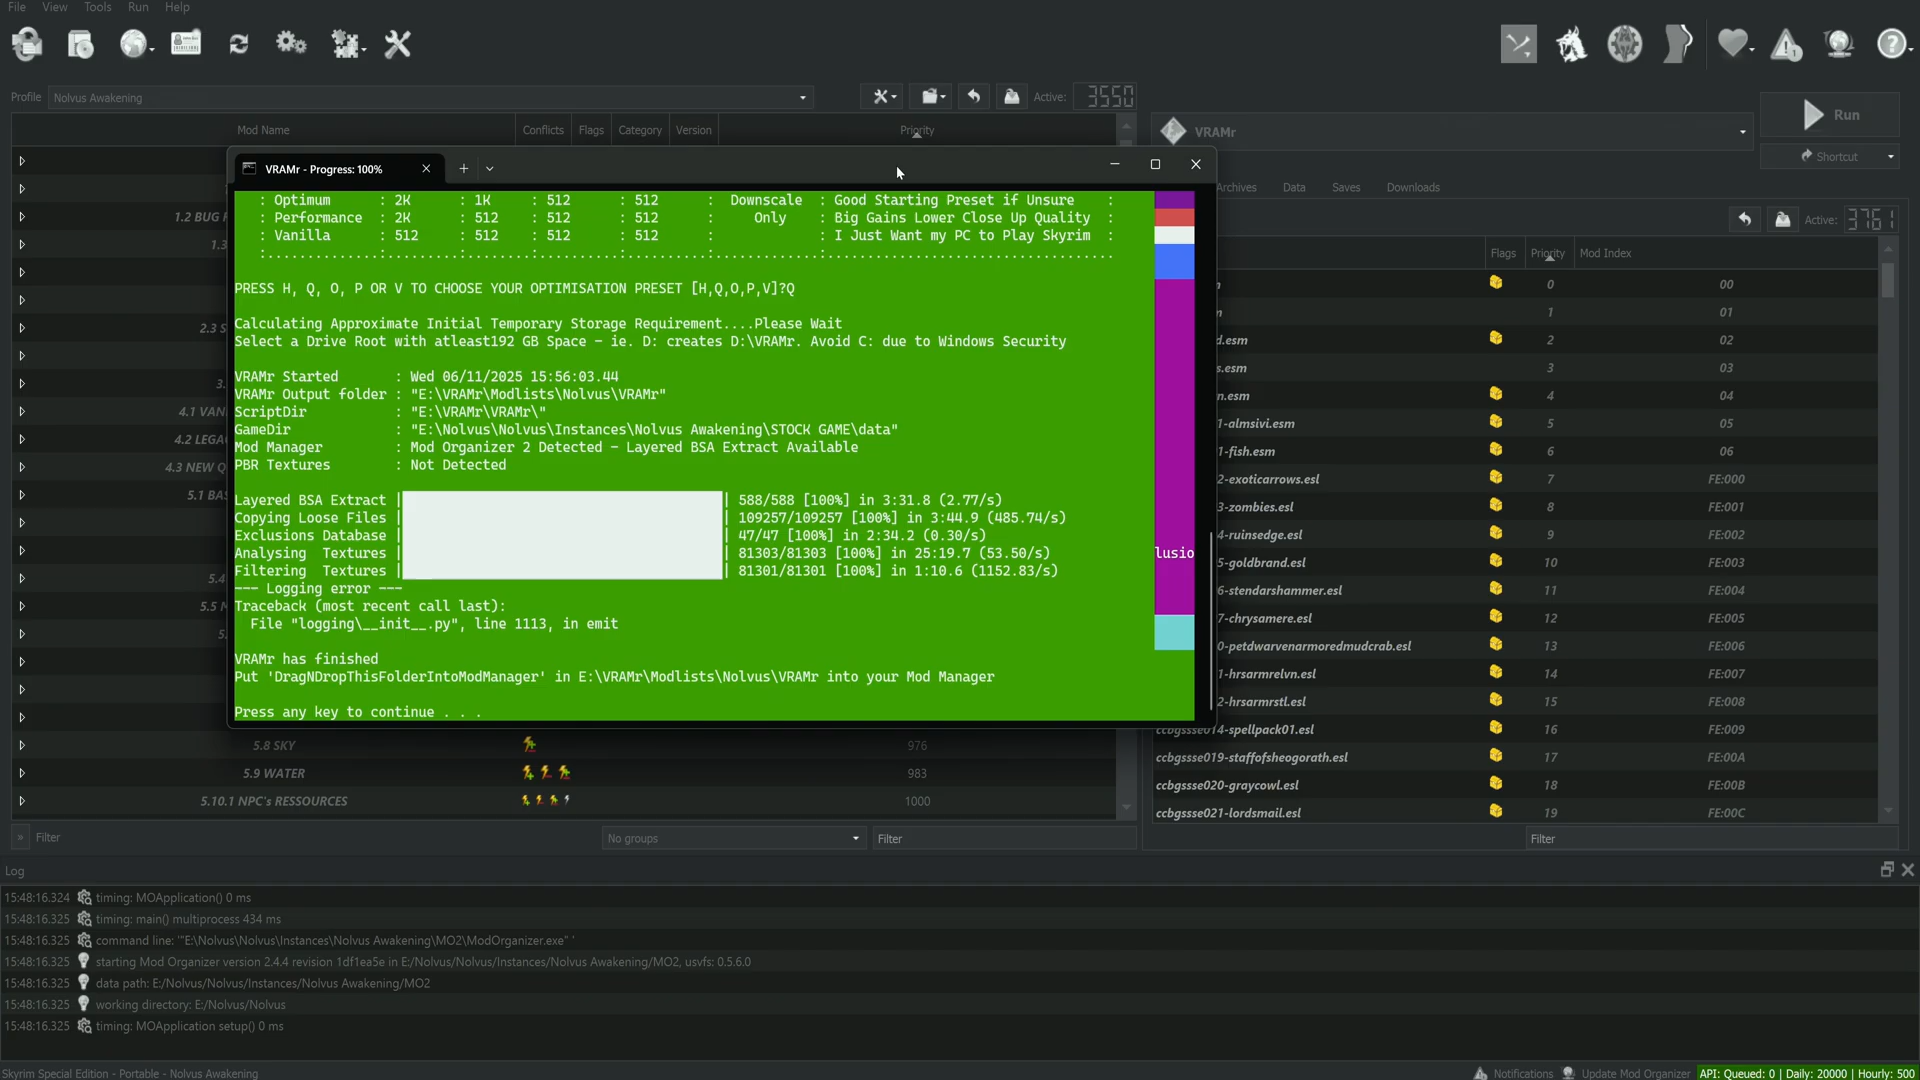 File View Tools Run Help
Profile Nolvus Awakening
Active: 3550
VRAMr
Run
Shortcut
Mod Name Conflicts Flags Category Version Priority
VRAMr - Progress: 100%
: Optimum : 2K : 1K : 512 : 512 : Downscale : Good Starting Preset if Unsure :
: Performance : 2K : 512 : 512 : 512 : Only : Big Gains Lower Close Up Quality :
: Vanilla : 512 : 512 : 512 : 512 : : I Just Want my PC to Play Skyrim :
PRESS H, Q, O, P OR V TO CHOOSE YOUR OPTIMISATION PRESET [H,Q,O,P,V]?Q
Calculating Approximate Initial Temporary Storage Requirement....Please Wait
Select a Drive Root with atleast192 GB Space – ie. D: creates D:\VRAMr. Avoid C: due to Windows Security
VRAMr Started : Wed 06/11/2025 15:56:03.44
VRAMr Output folder : "E:\VRAMr\Modlists\Nolvus\VRAMr"
ScriptDir : "E:\VRAMr\VRAMr\"
GameDir : "E:\Nolvus\Nolvus\Instances\Nolvus Awakening\STOCK GAME\data"
Mod Manager : Mod Organizer 2 Detected – Layered BSA Extract Available
PBR Textures : Not Detected
Layered BSA Extract | | 588/588 [100%] in 3:31.8 (2.77/s)
Copying Loose Files | | 109257/109257 [100%] in 3:44.9 (485.74/s)
Exclusions Database | | 47/47 [100%] in 2:34.2 (0.30/s)
Analysing Textures | | 81303/81303 [100%] in 25:19.7 (53.50/s)
lusio
Filtering Textures | | 81301/81301 [100%] in 1:10.6 (1152.83/s)
--- Logging error ---
Traceback (most recent call last):
File "logging\__init__.py", line 1113, in emit
VRAMr has finished
Put 'DragNDropThisFolderIntoModManager' in E:\VRAMr\Modlists\Nolvus\VRAMr into your Mod Manager
Press any key to continue . . .
1.2 BUG F
1.3
2.3 S
3.
4.1 VAN
4.2 LEGA
4.3 NEW Q
5.1 BAS
5.4
5.5 M
5.
5.8 SKY 976
5.9 WATER 983
5.10.1 NPC's RESSOURCES 1000
Filter
No groups
Filter
Archives Data Saves Downloads
Active: 3761
Flags Priority Mod Index
0 00
1 01
d.esm 2 02
s.esm 3 03
n.esm 4 04
1-almsivi.esm 5 05
1-fish.esm 6 06
2-exoticarrows.esl 7 FE:000
3-zombies.esl 8 FE:001
4-ruinsedge.esl 9 FE:002
5-goldbrand.esl 10 FE:003
6-stendarshammer.esl 11 FE:004
7-chrysamere.esl 12 FE:005
0-petdwarvenarmoredmudcrab.esl 13 FE:006
1-hrsarmrelvn.esl 14 FE:007
2-hrsarmrstl.esl 15 FE:008
ccbgssse014-spellpack01.esl 16 FE:009
ccbgssse019-staffofsheogorath.esl 17 FE:00A
ccbgssse020-graycowl.esl 18 FE:00B
ccbgssse021-lordsmail.esl 19 FE:00C
Filter
Log
15:48:16.324 timing: MOApplication() 0 ms
15:48:16.325 timing: main() multiprocess 434 ms
15:48:16.325 command line: '"E:\Nolvus\Nolvus\Instances\Nolvus Awakening\MO2\ModOrganizer.exe" '
15:48:16.325 starting Mod Organizer version 2.4.4 revision 1df1ea5e in E:/Nolvus/Nolvus/Instances/Nolvus Awakening/MO2, usvfs: 0.5.6.0
15:48:16.325 data path: E:/Nolvus/Nolvus/Instances/Nolvus Awakening/MO2
15:48:16.325 working directory: E:/Nolvus/Nolvus
15:48:16.325 timing: MOApplication setup() 0 ms
Skyrim Special Edition - Portable - Nolvus Awakening
Notifications Update Mod Organizer API: Queued: 0 | Daily: 20000 | Hourly: 500